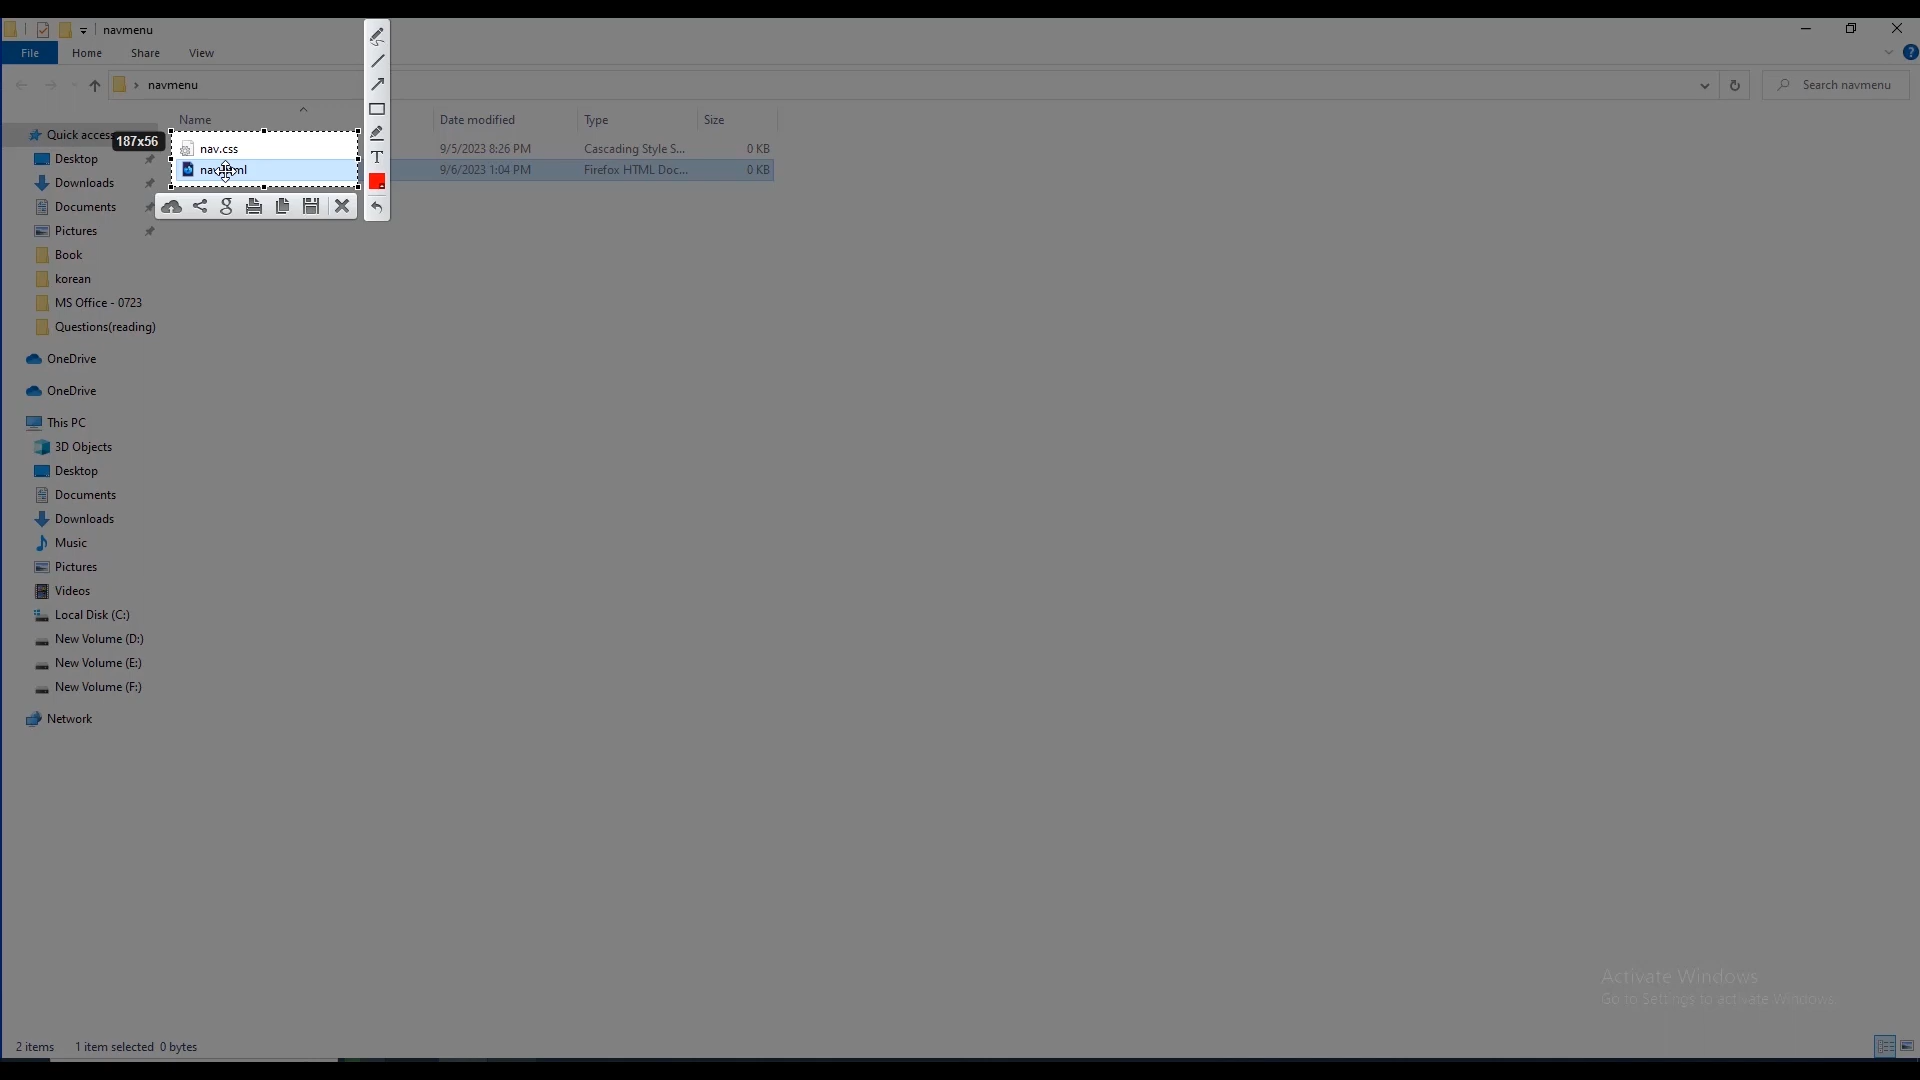 navmenu
File Home Share View
navmenu
Search navmenu
Name Date modified Type Size
Quick access
187x56
nav.css 9/5/2023 8:26 PM Cascading Style S... 0 KB
9/6/2023 1:04 PM Firefox HTML Doc... 0 KB
Desktop
Downloads
Documents
Pictures
Book
korean
MS Office - 0723
Questions(reading)
OneDrive
OneDrive
This PC
3D Objects
Desktop
Documents
Downloads
Music
Pictures
Videos
Local Disk (C:)
New Volume (D:)
New Volume (E:)
New Volume (F:)
Network
Activate Windows
Go to Settings to activate Windows.
2 items 1 item selected 0 bytes